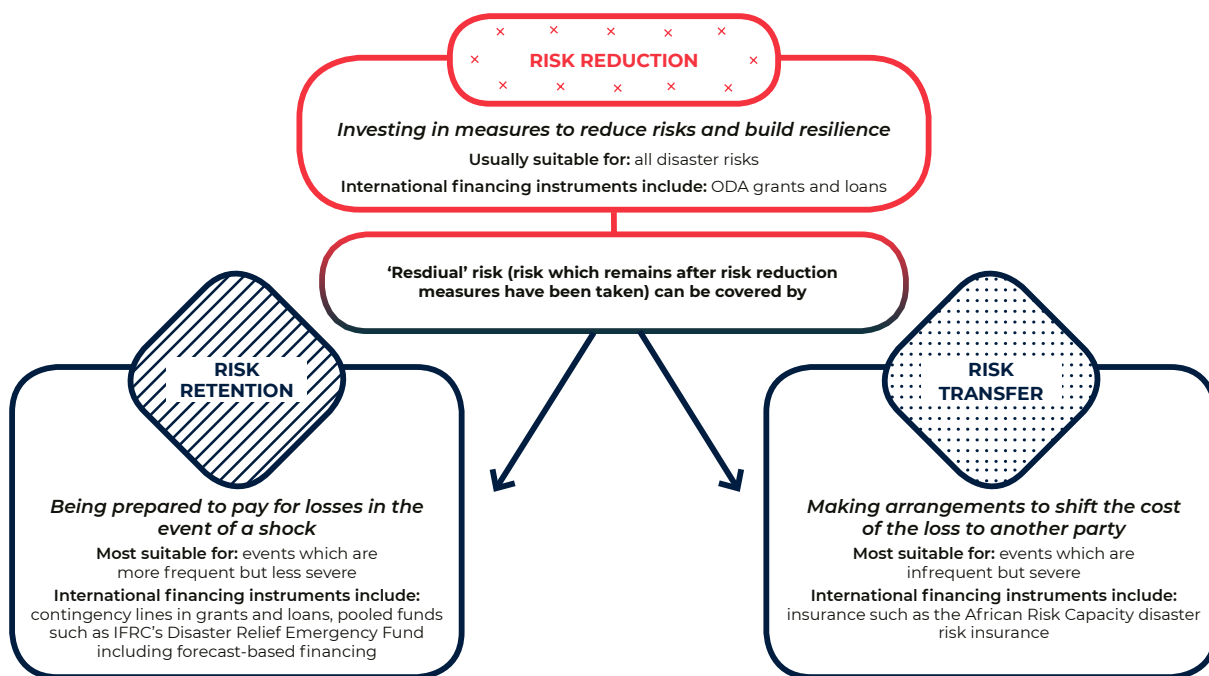 RISK REDUCTION
Investing in measures to reduce risks and build resilience
Usually suitable for: all disaster risks
International financing instruments include: ODA grants and loans
‘Resdiual’ risk (risk which remains after risk reduction
measures have been taken) can be covered by
RISK
RETENTION
Being prepared to pay for losses in the
event of a shock
Most suitable for: events which are
more frequent but less severe
International financing instruments include:
contingency lines in grants and loans, pooled funds
such as IFRC’s Disaster Relief Emergency Fund
including forecast-based financing
RISK
TRANSFER
Making arrangements to shift the cost
of the loss to another party
Most suitable for: events which are
infrequent but severe
International financing instruments include:
insurance such as the African Risk Capacity disaster
risk insurance